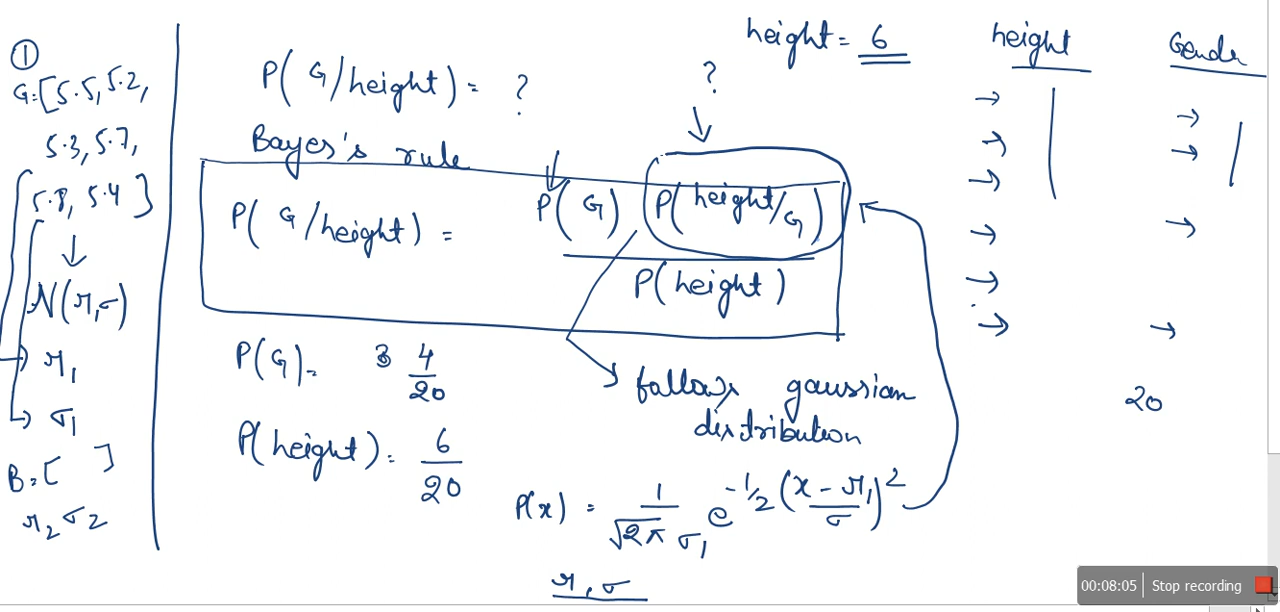 ①
G=[5.5, 5.2,
5.3, 5.7,
5.8, 5.4]
N(μ, σ)
μ₁
σ₁
B=[ ]
μ₂ σ₂
height = 6
P(G/height) = ?
?
Bayes's rule
P(G/height) = P(G) P(height/G)
P(height)
P(G) = 3 4/20
P(height) = 6/20
follows gaussian
distribution
P(x) = 1/√2π σ₁ e^-1/2 (x - μ₁/σ)²
μ, σ
height Gender
20
00:08:05 Stop recording